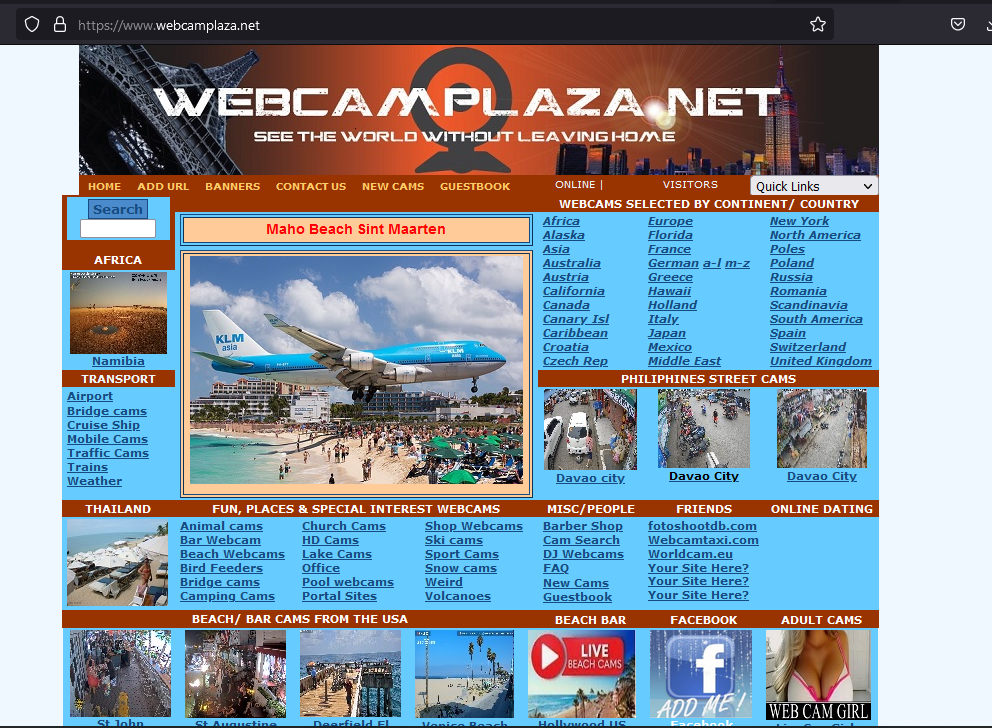 https://www.webcamplaza.net
WEBCAMPLAZA.NET
SEE THE WORLD WITHOUT LEAVING HOME
HOME ADD URL BANNERS CONTACT US NEW CAMS GUESTBOOK ONLINE | VISITORS Quick Links
Search
WEBCAMS SELECTED BY CONTINENT/ COUNTRY
Maho Beach Sint Maarten
AFRICA
Namibia
TRANSPORT
Airport
Bridge cams
Cruise Ship
Mobile Cams
Traffic Cams
Trains
Weather
KLM
asia
KLM
Africa Europe New York
Alaska Florida North America
Asia France Poles
Australia German a-l m-z Poland
Austria Greece Russia
California Hawaii Romania
Canada Holland Scandinavia
Canary Isl Italy South America
Caribbean Japan Spain
Croatia Mexico Switzerland
Czech Rep Middle East United Kingdom
PHILIPHINES STREET CAMS
Davao City Davao City Davao City
THAILAND FUN, PLACES & SPECIAL INTEREST WEBCAMS MISC/PEOPLE FRIENDS ONLINE DATING
Animal cams Church Cams Shop Webcams Barber Shop fotoshootdb.com
Bar Webcam HD Cams Ski cams Cam Search Webcamtaxi.com
Beach Webcams Lake Cams Sport Cams DJ Webcams Worldcam.eu
Bird Feeders Office Snow cams FAQ Your Site Here?
Bridge cams Pool webcams Weird New Cams Your Site Here?
Camping Cams Portal Sites Volcanoes Guestbook Your Site Here?
BEACH/ BAR CAMS FROM THE USA BEACH BAR FACEBOOK ADULT CAMS
LIVE
BEACH CAMS
f
ADD ME!
WEB CAM GIRL
St John St Augustine Deerfield Fl Venice Beach Hollywood US Facebook